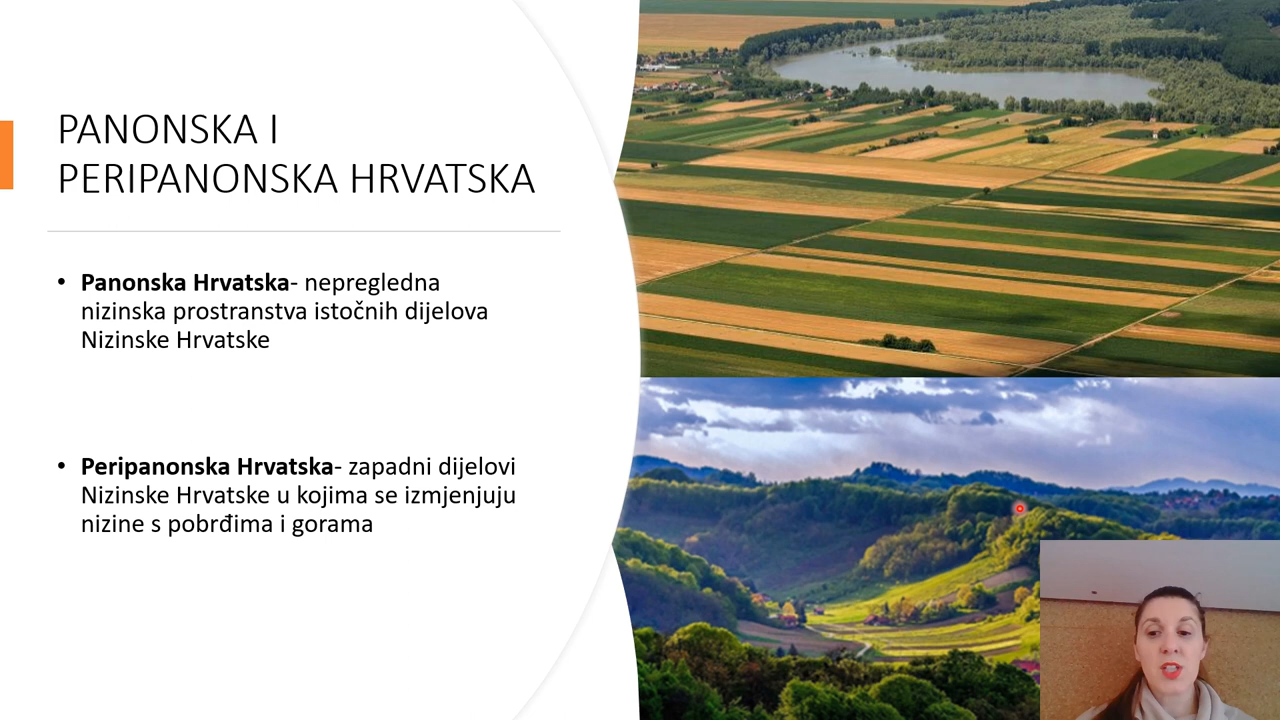 PANONSKA I
PERIPANONSKA HRVATSKA
• Panonska Hrvatska- nepregledna
nizinska prostranstva istočnih dijelova
Nizinske Hrvatske
• Peripanonska Hrvatska- zapadni dijelovi
Nizinske Hrvatske u kojima se izmjenjuju
nizine s pobrđima i gorama